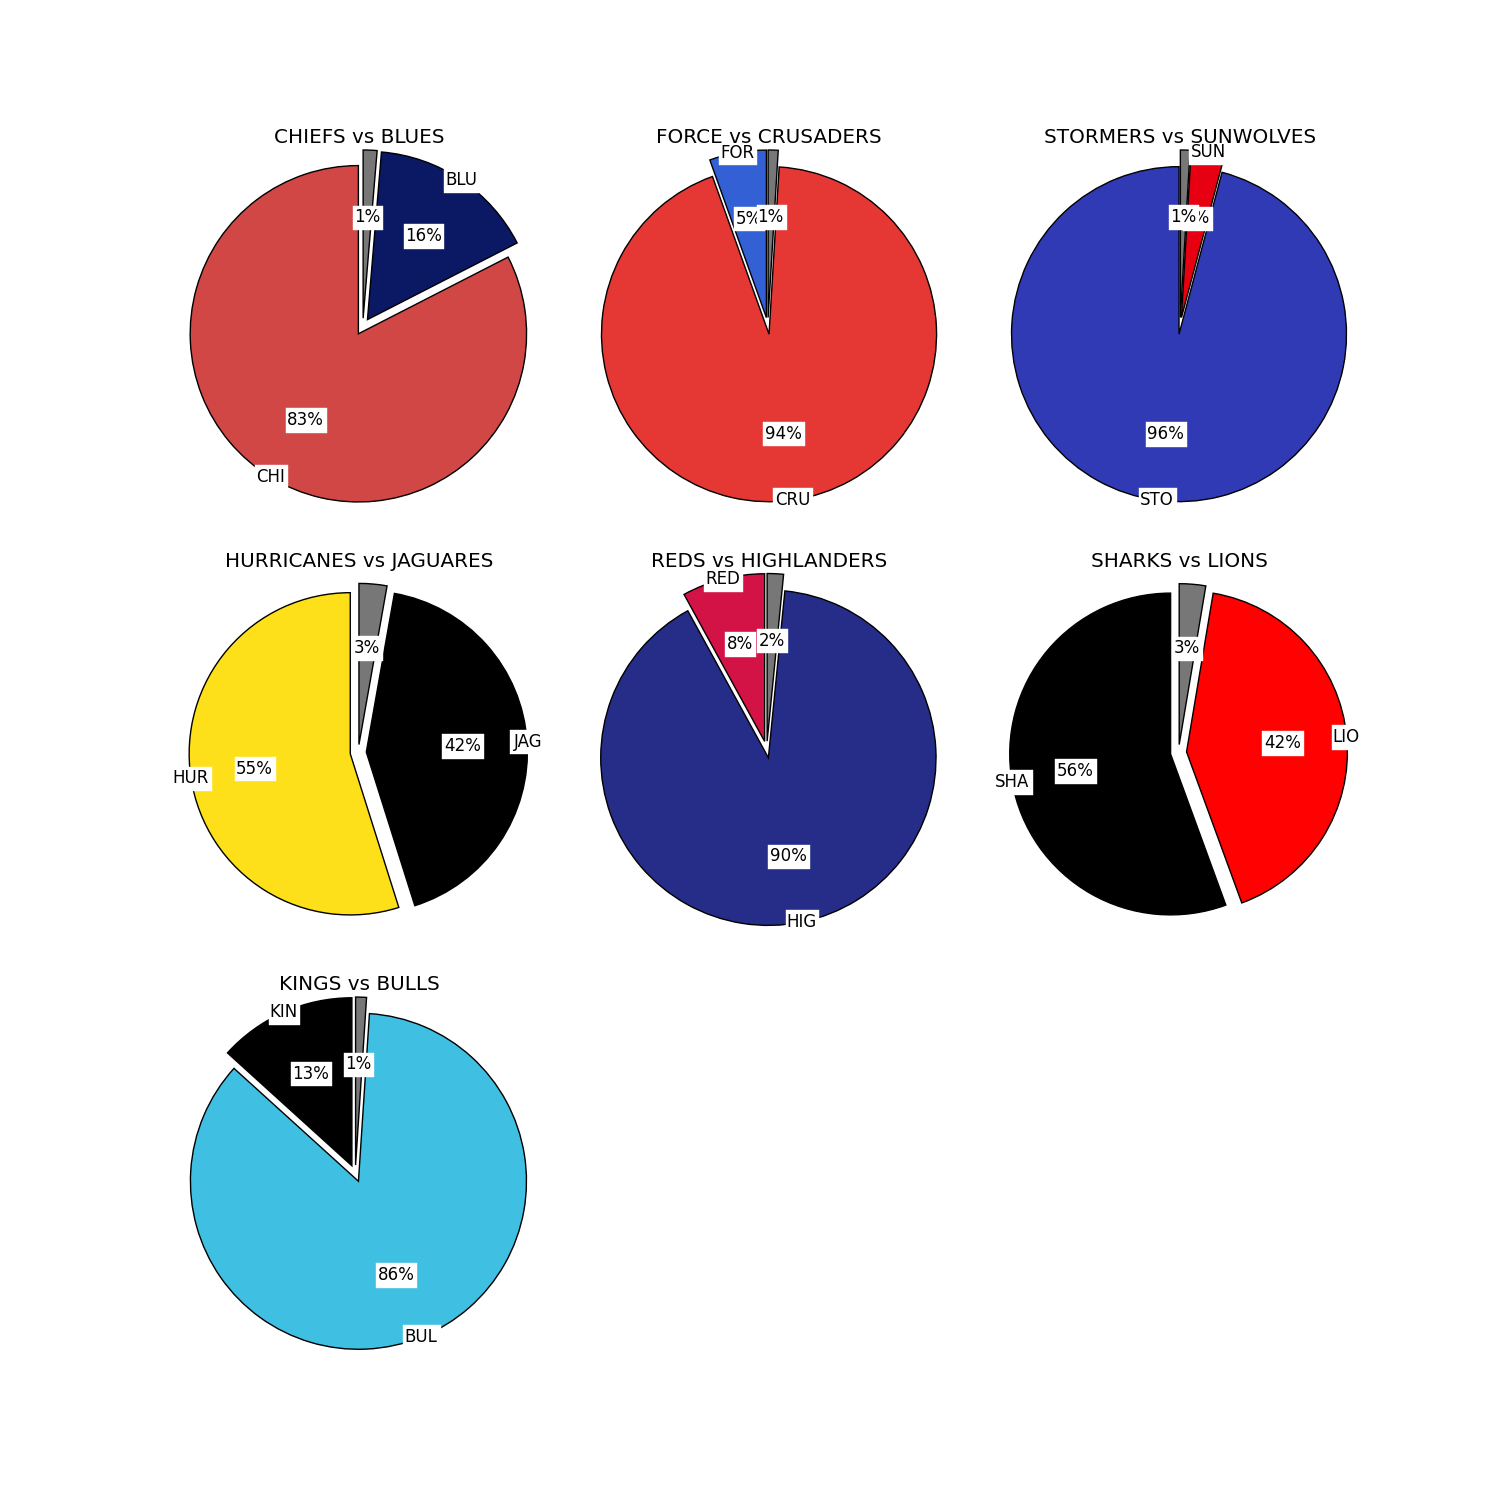 CHIEFS vs BLUES
BLU
1%
16%
83%
CHI
FORCE vs CRUSADERS
FOR
5%
1%
94%
CRU
STORMERS vs SUNWOLVES
SUN
1%
%
96%
STO
HURRICANES vs JAGUARES
3%
42%
JAG
55%
HUR
REDS vs HIGHLANDERS
RED
8%
2%
90%
HIG
SHARKS vs LIONS
3%
LIO
42%
56%
SHA
KINGS vs BULLS
KIN
1%
13%
86%
BUL